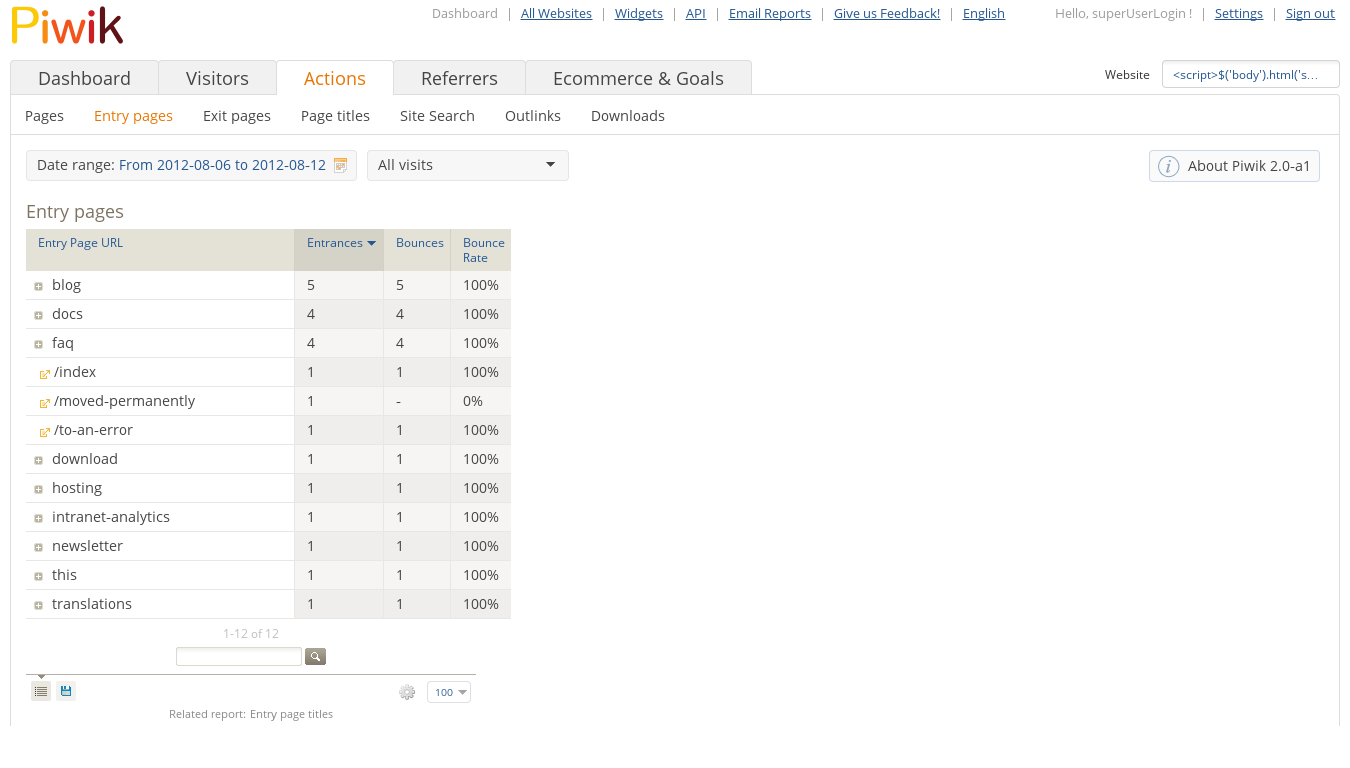 Piwik
Dashboard | All Websites | Widgets | API | Email Reports | Give us Feedback! | English
Hello, superUserLogin ! | Settings | Sign out
Dashboard Visitors Actions Referrers Ecommerce & Goals
Website <script>$('body').html('s...
Pages Entry pages Exit pages Page titles Site Search Outlinks Downloads
Date range: From 2012-08-06 to 2012-08-12 All visits
About Piwik 2.0-a1
Entry pages
Entry Page URL Entrances Bounces Bounce Rate
blog 5 5 100%
docs 4 4 100%
faq 4 4 100%
/index 1 1 100%
/moved-permanently 1 - 0%
/to-an-error 1 1 100%
download 1 1 100%
hosting 1 1 100%
intranet-analytics 1 1 100%
newsletter 1 1 100%
this 1 1 100%
translations 1 1 100%
1-12 of 12
100
Related report: Entry page titles